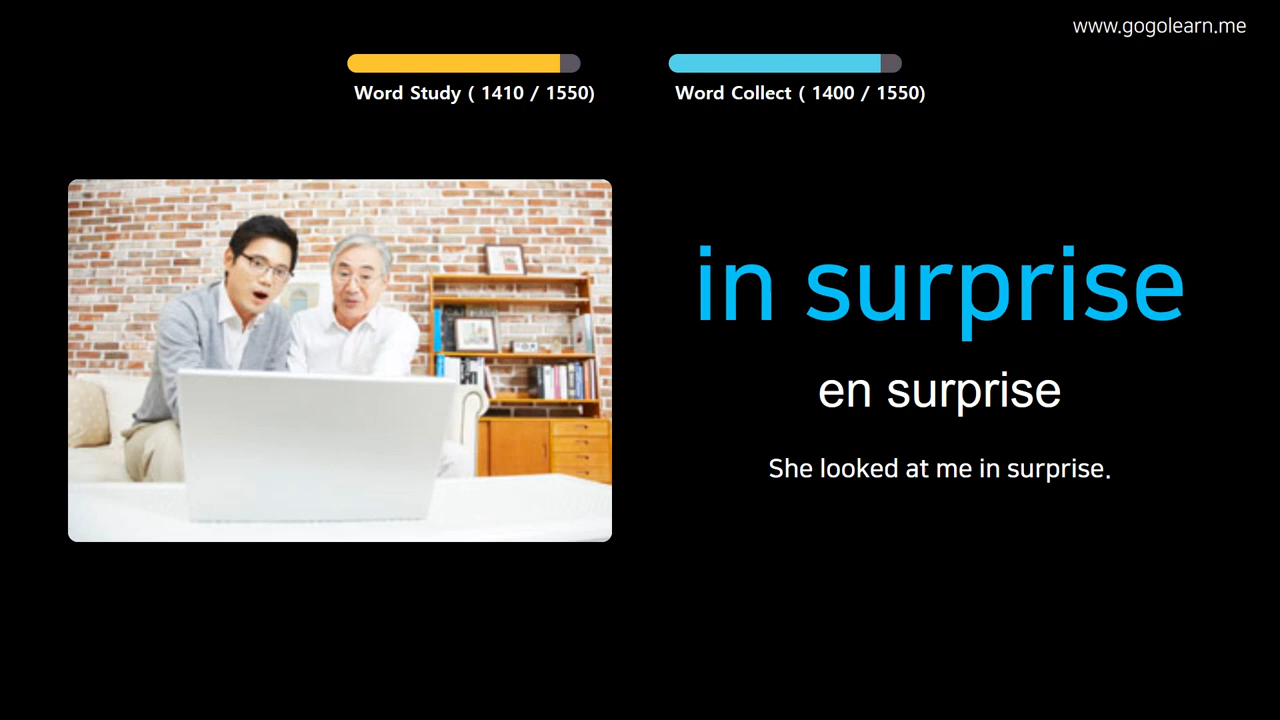 www.gogolearn.me
Word Study ( 1410 / 1550)
Word Collect ( 1400 / 1550)
in surprise
en surprise
She looked at me in surprise.